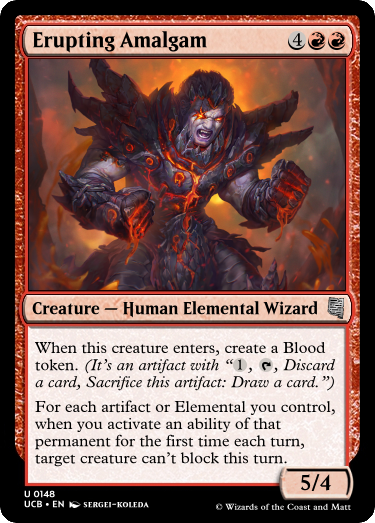 Erupting Amalgam 4
Creature — Human Elemental Wizard
When this creature enters, create a Blood
token. (It's an artifact with “1, , Discard
a card, Sacrifice this artifact: Draw a card.”)
For each artifact or Elemental you control,
when you activate an ability of that
permanent for the first time each turn,
target creature can't block this turn.
5/4
U 0148
UCB • EN SERGEI-KOLEDA
© Wizards of the Coast and Matt